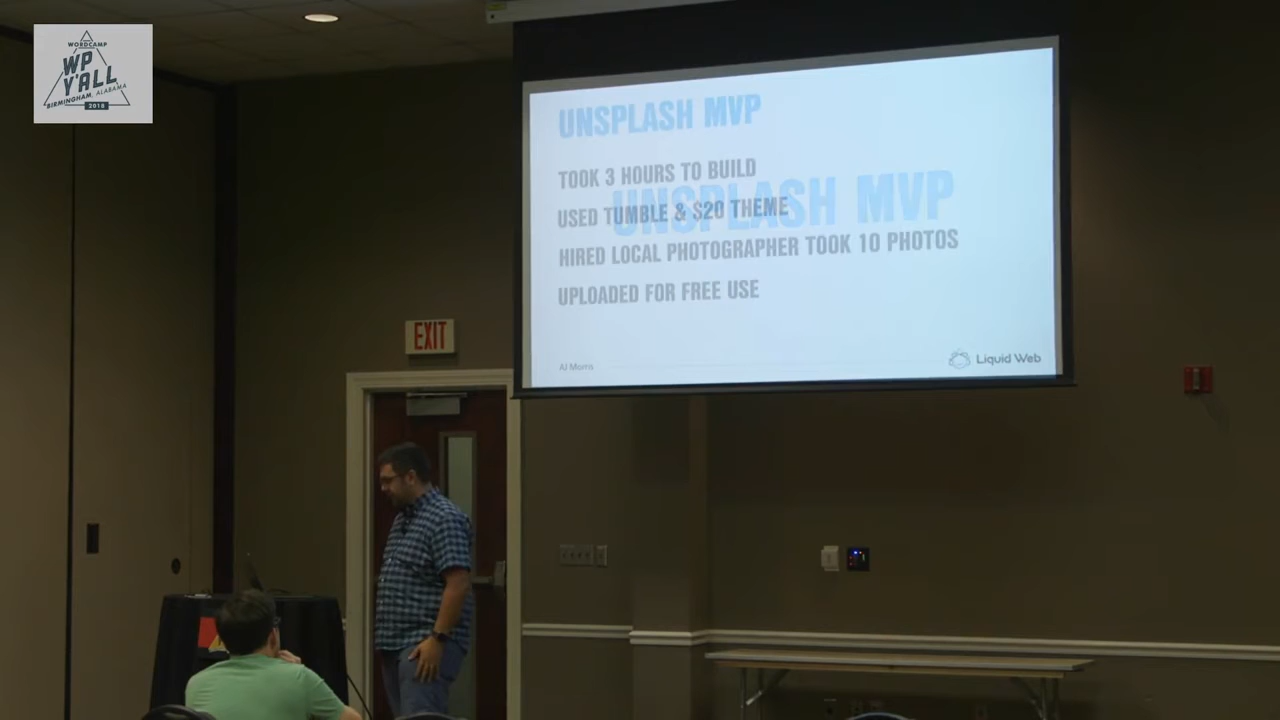 WORDCAMP
WP
Y'ALL
BIRMINGHAM, ALABAMA
2018
UNSPLASH MVP
TOOK 3 HOURS TO BUILD
UNSPLASH MVP
USED TUMBLE & $20 THEME
HIRED LOCAL PHOTOGRAPHER TOOK 10 PHOTOS
UPLOADED FOR FREE USE
AJ Morris
Liquid Web
EXIT